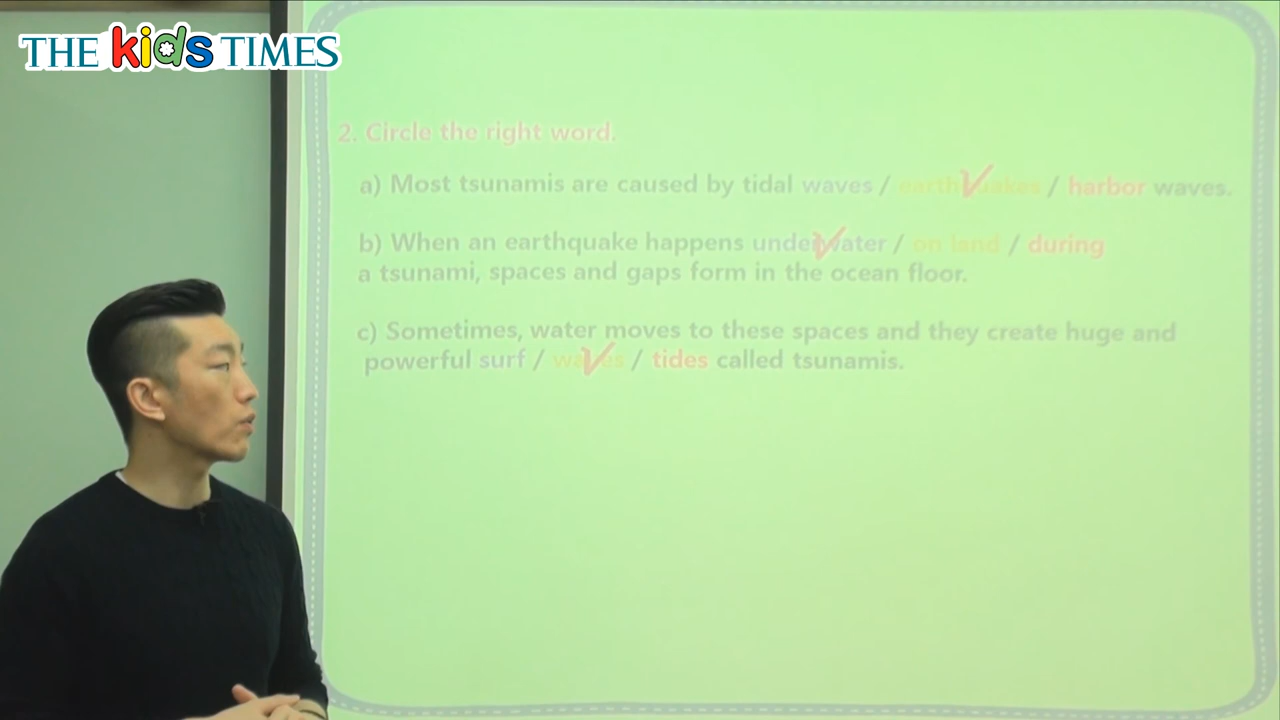 THE kids TIMES
2. Circle the right word.
a) Most tsunamis are caused by tidal waves / earthquakes / harbor waves.
b) When an earthquake happens underwater / on land / during
a tsunami, spaces and gaps form in the ocean floor.
c) Sometimes, water moves to these spaces and they create huge and
powerful surf / waves / tides called tsunamis.